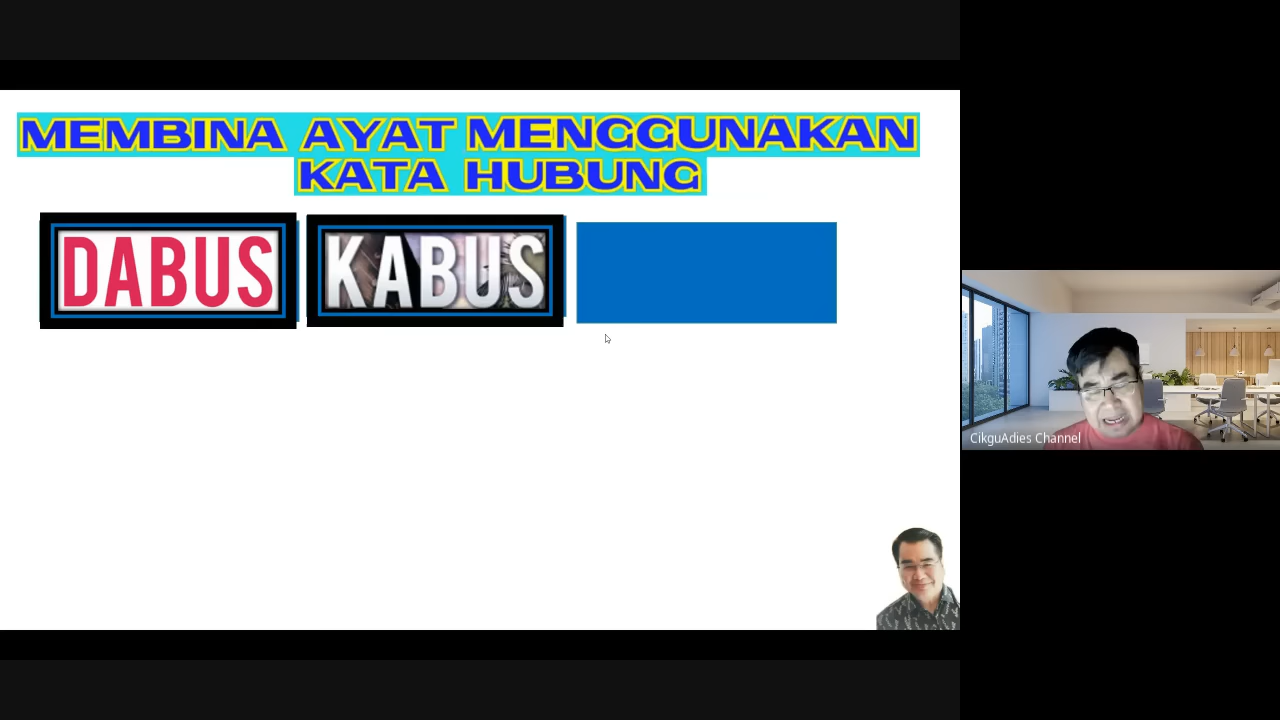 MEMBINA AYAT MENGGUNAKAN
KATA HUBUNG
DABUS
KABUS
CikguAdies Channel